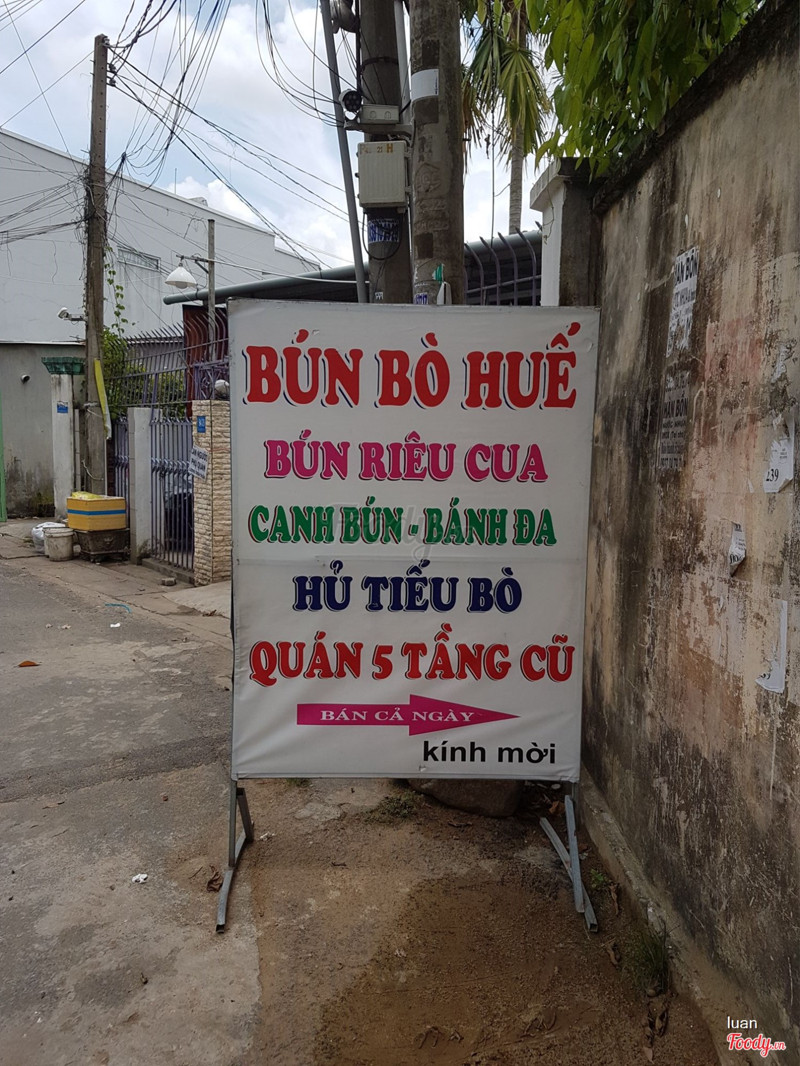 BÚN BÒ HUẾ
BÚN RIÊU CUA
CANH BÚN - BÁNH ĐA
HỦ TIẾU BÒ
QUÁN 5 TẦNG CŨ
BÁN CẢ NGÀY
kính mời
239
luan
Foody.vn